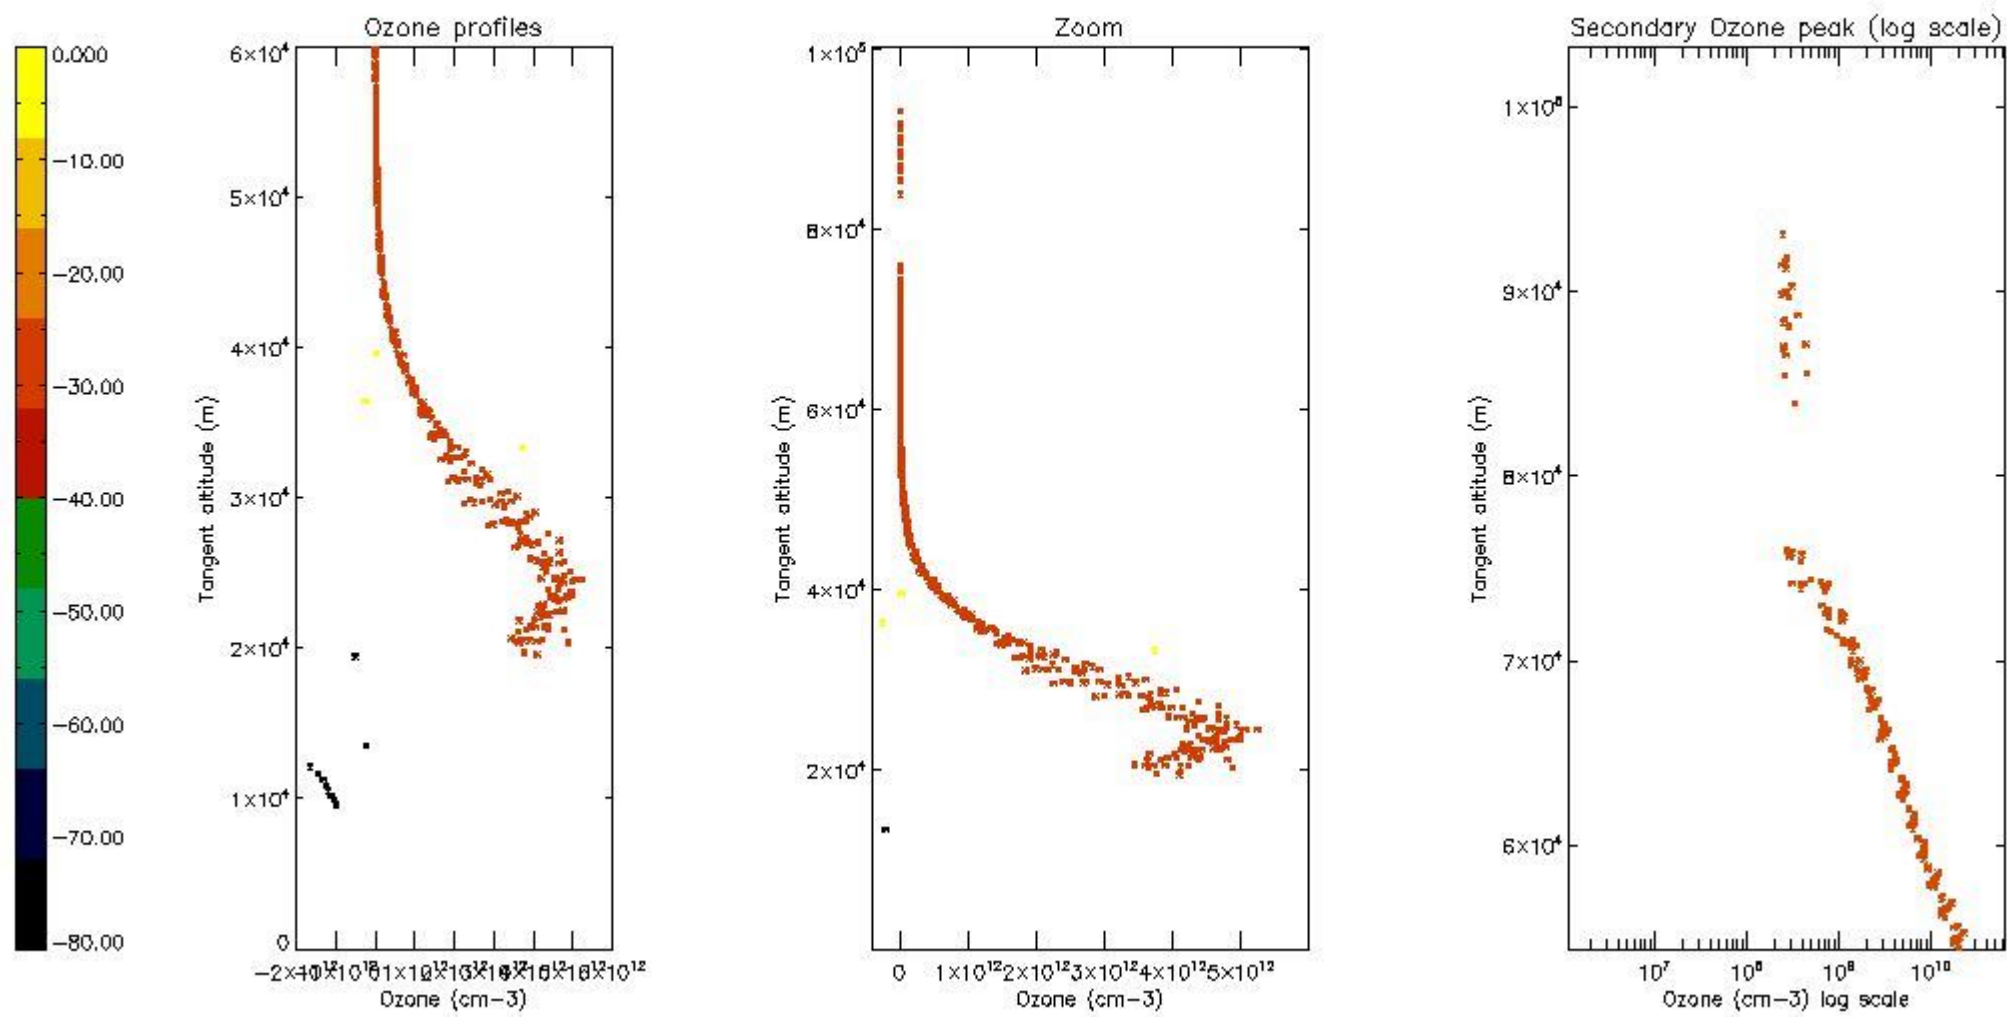 Ozone profiles
Zoom
Secondary Ozone peak (log scale)
0.000
−10.00
−20.00
−30.00
−40.00
−50.00
−60.00
−70.00
−80.00
6×10⁴
5×10⁴
4×10⁴
3×10⁴
2×10⁴
1×10⁴
0
Tangent altitude (m)
Ozone (cm−3)
1×10⁵
8×10⁴
6×10⁴
4×10⁴
2×10⁴
Tangent altitude (m)
0 1×10¹² 2×10¹² 3×10¹² 4×10¹² 5×10¹²
Ozone (cm−3)
1×10⁵
9×10⁴
8×10⁴
7×10⁴
6×10⁴
Tangent altitude (m)
10⁷ 10⁸ 10⁹ 10¹⁰
Ozone (cm−3) log scale